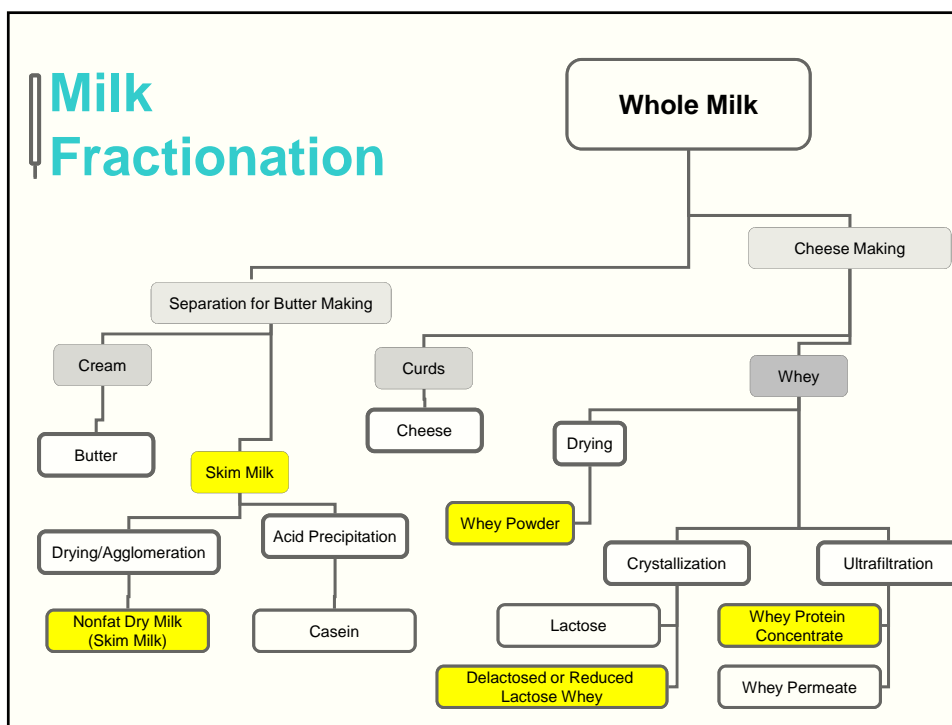 Milk
Fractionation
Whole Milk
Cheese Making
Separation for Butter Making
Cream
Curds
Whey
Butter
Cheese
Drying
Skim Milk
Whey Powder
Drying/Agglomeration
Acid Precipitation
Crystallization
Ultrafiltration
Nonfat Dry Milk
(Skim Milk)
Casein
Lactose
Whey Protein
Concentrate
Delactosed or Reduced
Lactose Whey
Whey Permeate